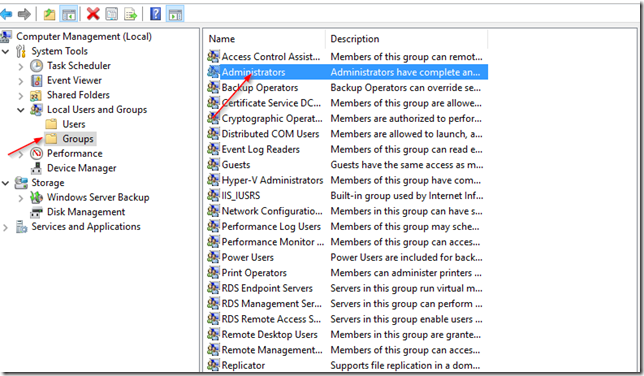 Computer Management (Local)
System Tools
Task Scheduler
Event Viewer
Shared Folders
Local Users and Groups
Users
Groups
Performance
Device Manager
Storage
Windows Server Backup
Disk Management
Services and Applications
Name Description
Access Control Assist... Members of this group can remot...
Administrators Administrators have complete an...
Backup Operators Backup Operators can override se...
Certificate Service DC... Members of this group are allowe...
Cryptographic Operat... Members are authorized to perfor...
Distributed COM Users Members are allowed to launch, a...
Event Log Readers Members of this group can read e...
Guests Guests have the same access as m...
Hyper-V Administrators Members of this group have com...
IIS_IUSRS Built-in group used by Internet Inf...
Network Configuratio... Members in this group can have s...
Performance Log Users Members of this group may sche...
Performance Monitor ... Members of this group can acces...
Power Users Power Users are included for back...
Print Operators Members can administer printers ...
RDS Endpoint Servers Servers in this group run virtual m...
RDS Management Ser... Servers in this group can perform ...
RDS Remote Access S... Servers in this group enable users ...
Remote Desktop Users Members in this group are grante...
Remote Management... Members of this group can acces...
Replicator Supports file replication in a dom...